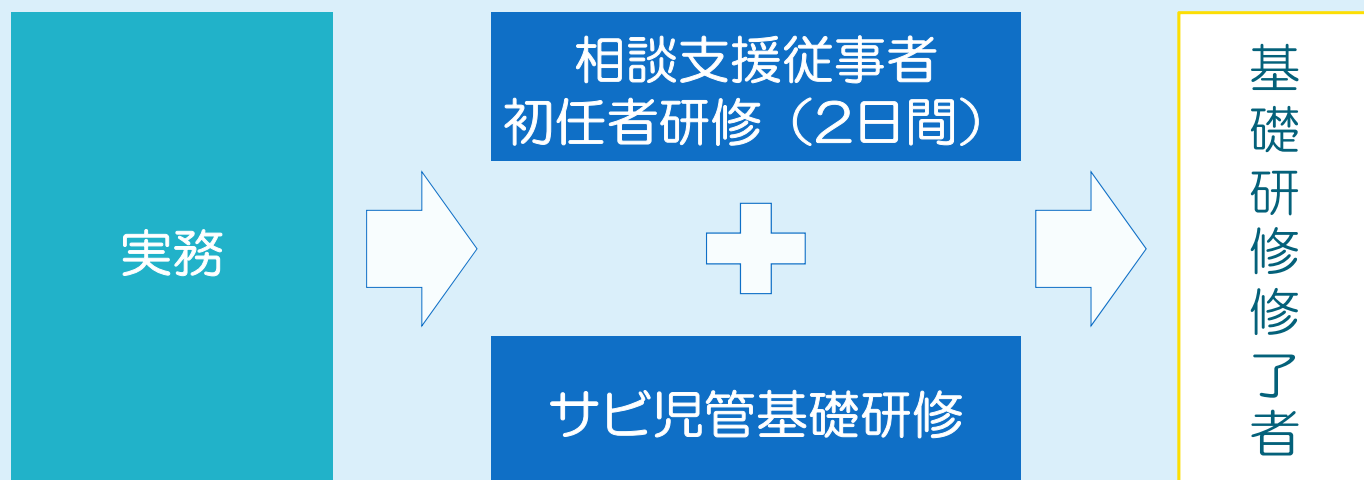 実務
相談支援従事者
初任者研修（2日間）
サビ児管基礎研修
基礎研修修了者